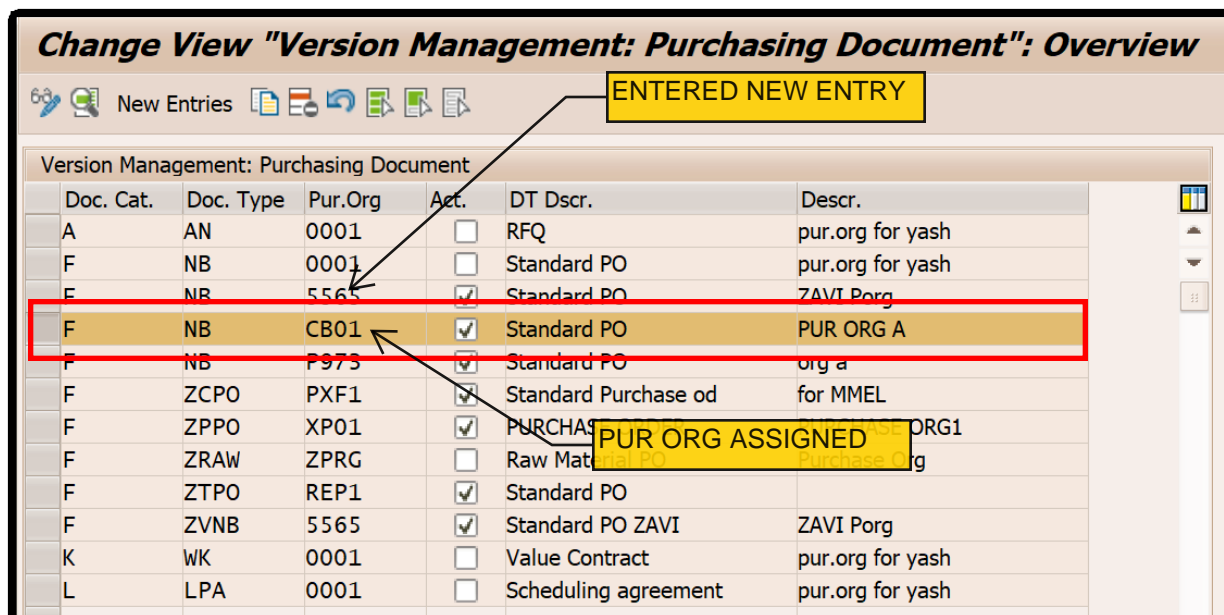 Change View "Version Management: Purchasing Document": Overview
New Entries
ENTERED NEW ENTRY
Version Management: Purchasing Document
Doc. Cat. Doc. Type Pur.Org Act. DT Dscr. Descr.
A AN 0001 RFQ pur.org for yash
F NB 0001 Standard PO pur.org for yash
F NB 5565 Standard PO ZAVI Porg
F NB CB01 Standard PO PUR ORG A
F NB P973 Standard PO org a
F ZCPO PXF1 Standard Purchase od for MMEL
F ZPPO XP01 PURCHASE ORDER PURCHASE ORG1
PUR ORG ASSIGNED
F ZRAW ZPRG Raw Material PO Purchase Org
F ZTPO REP1 Standard PO
F ZVNB 5565 Standard PO ZAVI ZAVI Porg
K WK 0001 Value Contract pur.org for yash
L LPA 0001 Scheduling agreement pur.org for yash